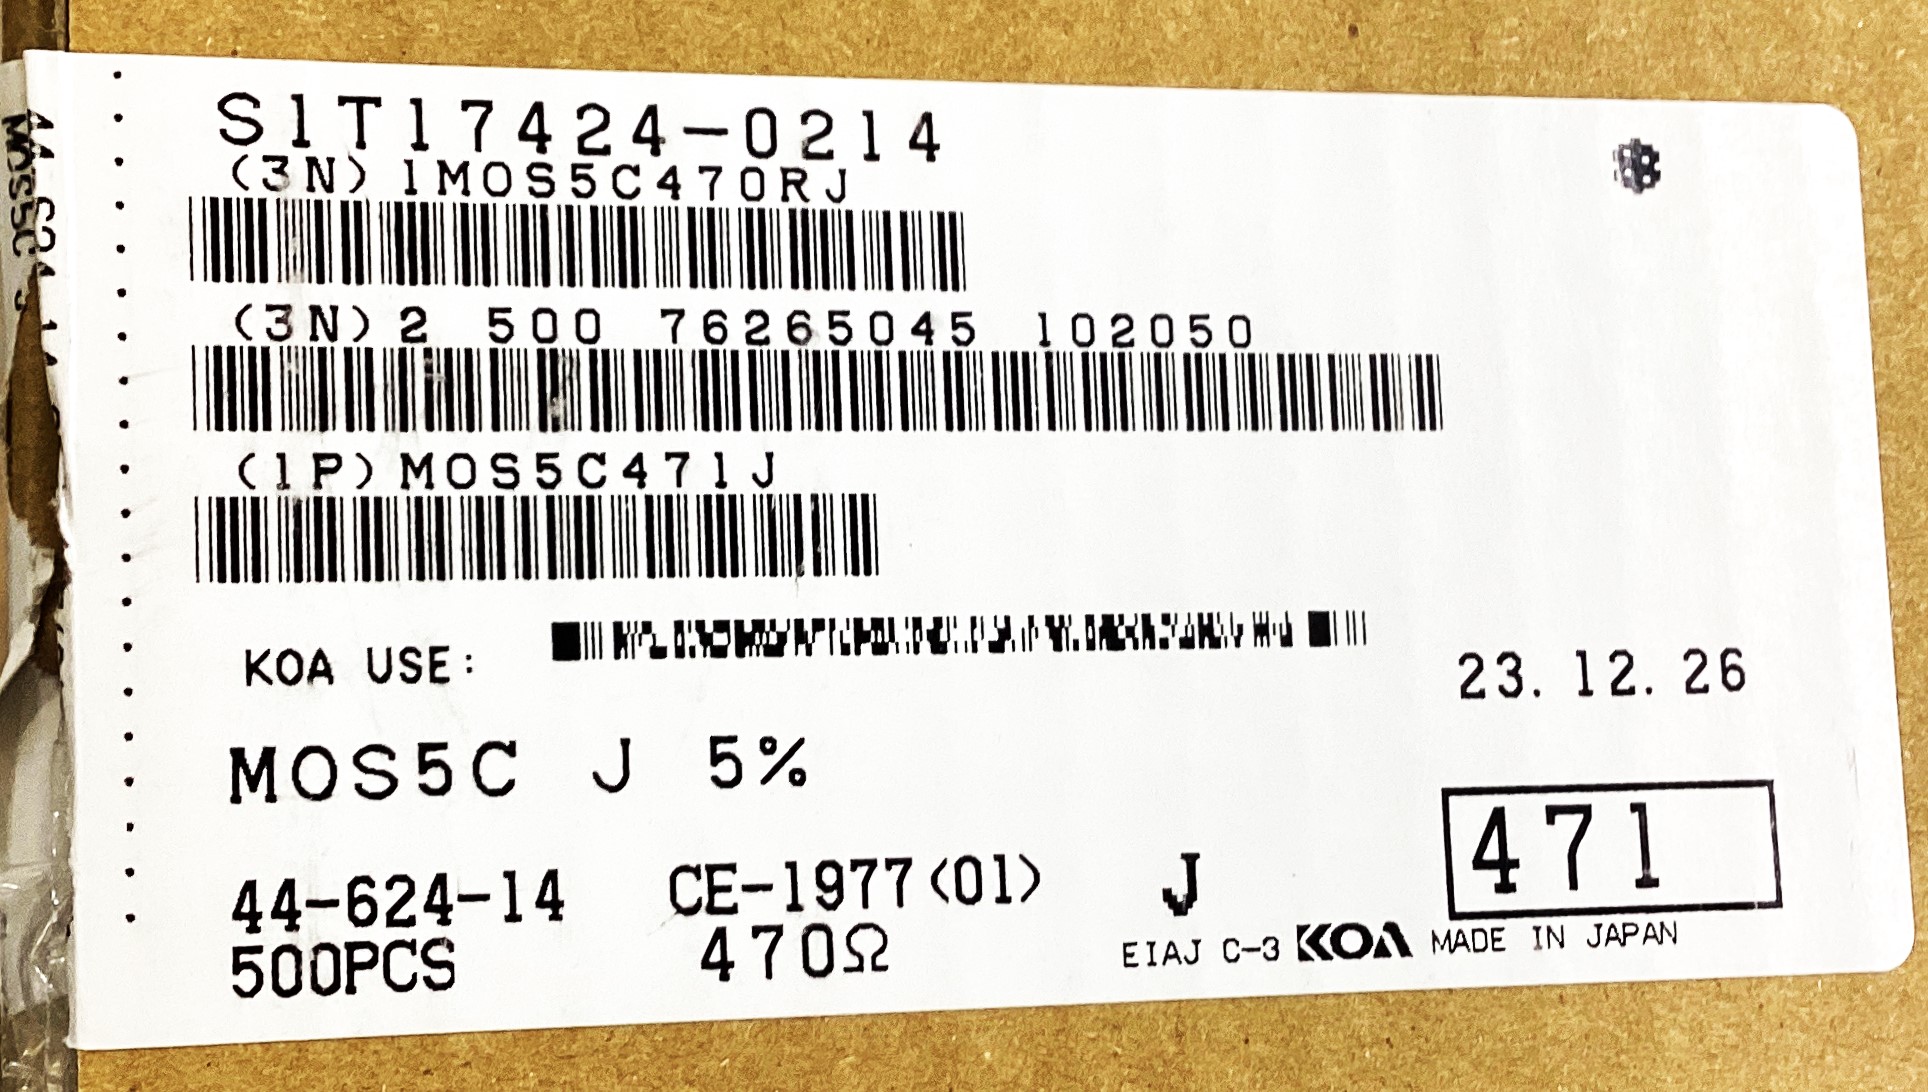 S1T17424-0214
(3N) 1MOS5C470RJ
(3N) 2 500 76265045 102050
(1P) MOS5C471J
KOA USE:
23. 12. 26
MOS5C J 5%
471
44-624-14 CE-1977(01) J
500PCS 470Ω
EIAJ C-3 KOA MADE IN JAPAN
MOS5C J